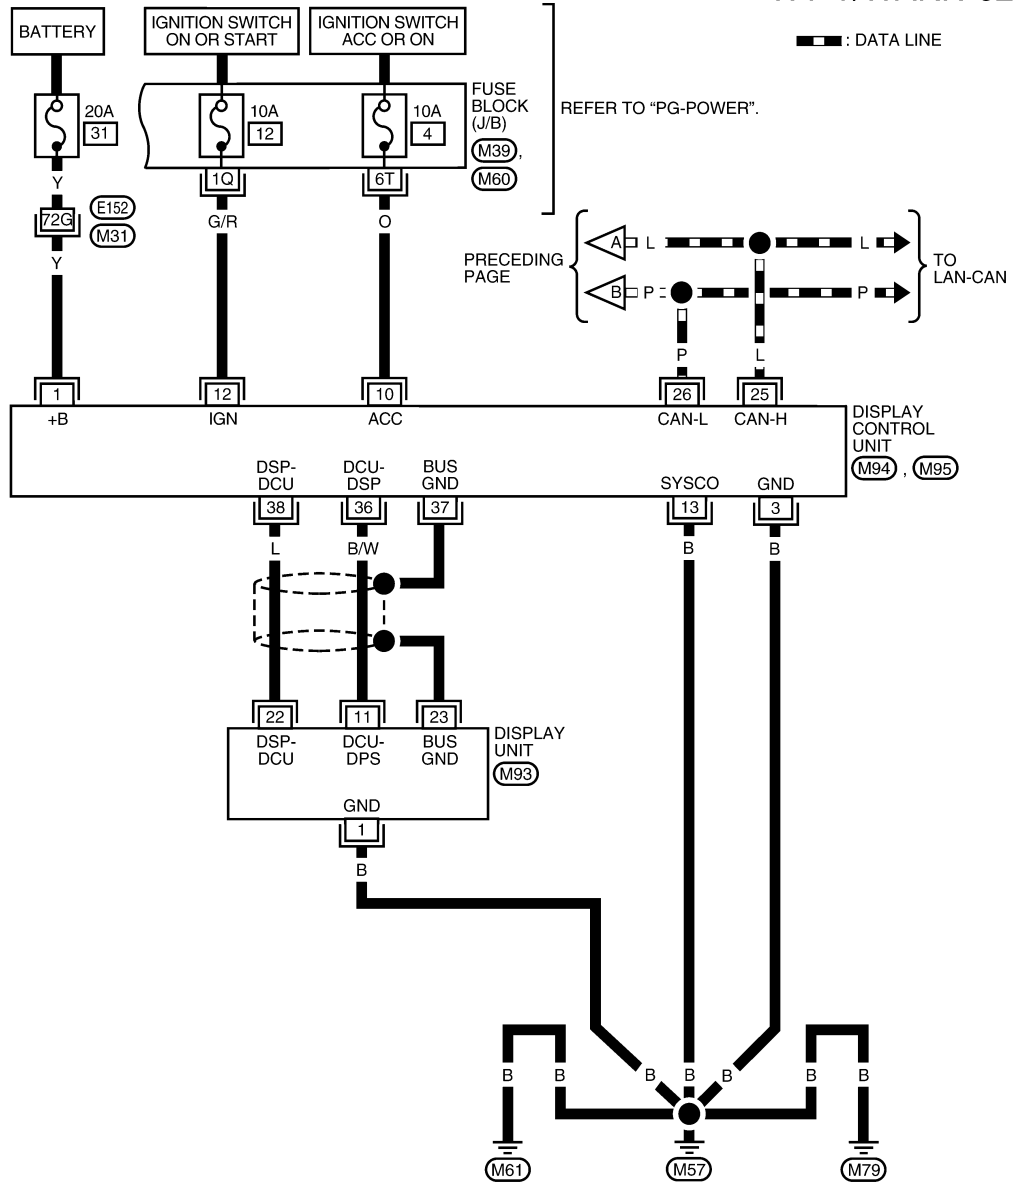 BATTERY
IGNITION SWITCH
ON OR START
IGNITION SWITCH
ACC OR ON
: DATA LINE
20A
31
10A
12
10A
4
FUSE
BLOCK
(J/B)
M39 ,
M60
REFER TO “PG-POWER”.
1Q
6T
Y
G/R
O
72G
E152
M31
Y
PRECEDING
PAGE
A
L
L
B
P
P
TO
LAN-CAN
P
L
1
12
10
26
25
+B
IGN
ACC
CAN-L
CAN-H
DISPLAY
CONTROL
UNIT
M94 , M95
DSP-
DCU
DCU-
DSP
BUS
GND
SYSCO
GND
38
36
37
13
3
L
B/W
B
B
22
11
23
DSP-
DCU
DCU-
DPS
BUS
GND
DISPLAY
UNIT
M93
GND
1
B
B
B
B
B
B
B
B
M61
M57
M79